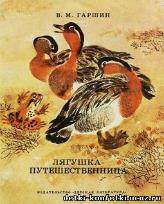 В. М. ГАРШИН
ЛЯГУШКА-
ПУТЕШЕСТВЕННИЦА
ИЗДАТЕЛЬСТВО «ДЕТСКАЯ ЛИТЕРАТУРА»